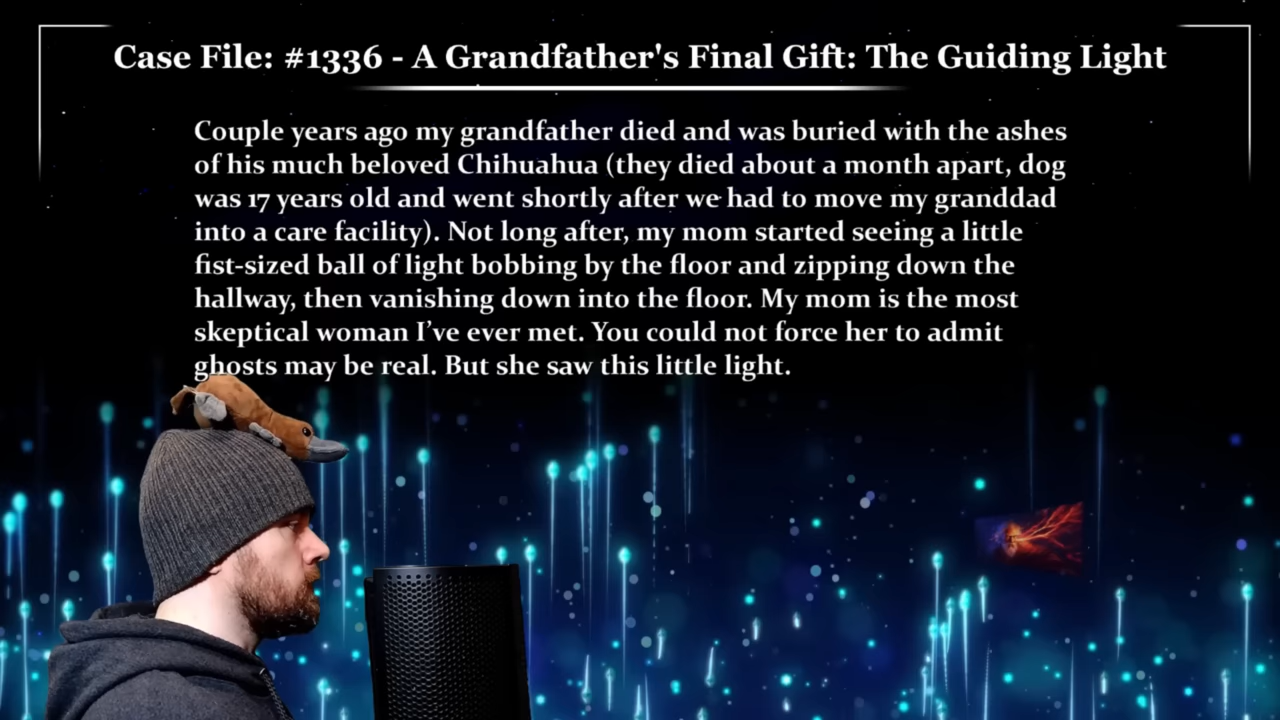 Case File: #1336 - A Grandfather's Final Gift: The Guiding Light
Couple years ago my grandfather died and was buried with the ashes
of his much beloved Chihuahua (they died about a month apart, dog
was 17 years old and went shortly after we had to move my granddad
into a care facility). Not long after, my mom started seeing a little
fist-sized ball of light bobbing by the floor and zipping down the
hallway, then vanishing down into the floor. My mom is the most
skeptical woman I’ve ever met. You could not force her to admit
ghosts may be real. But she saw this little light.